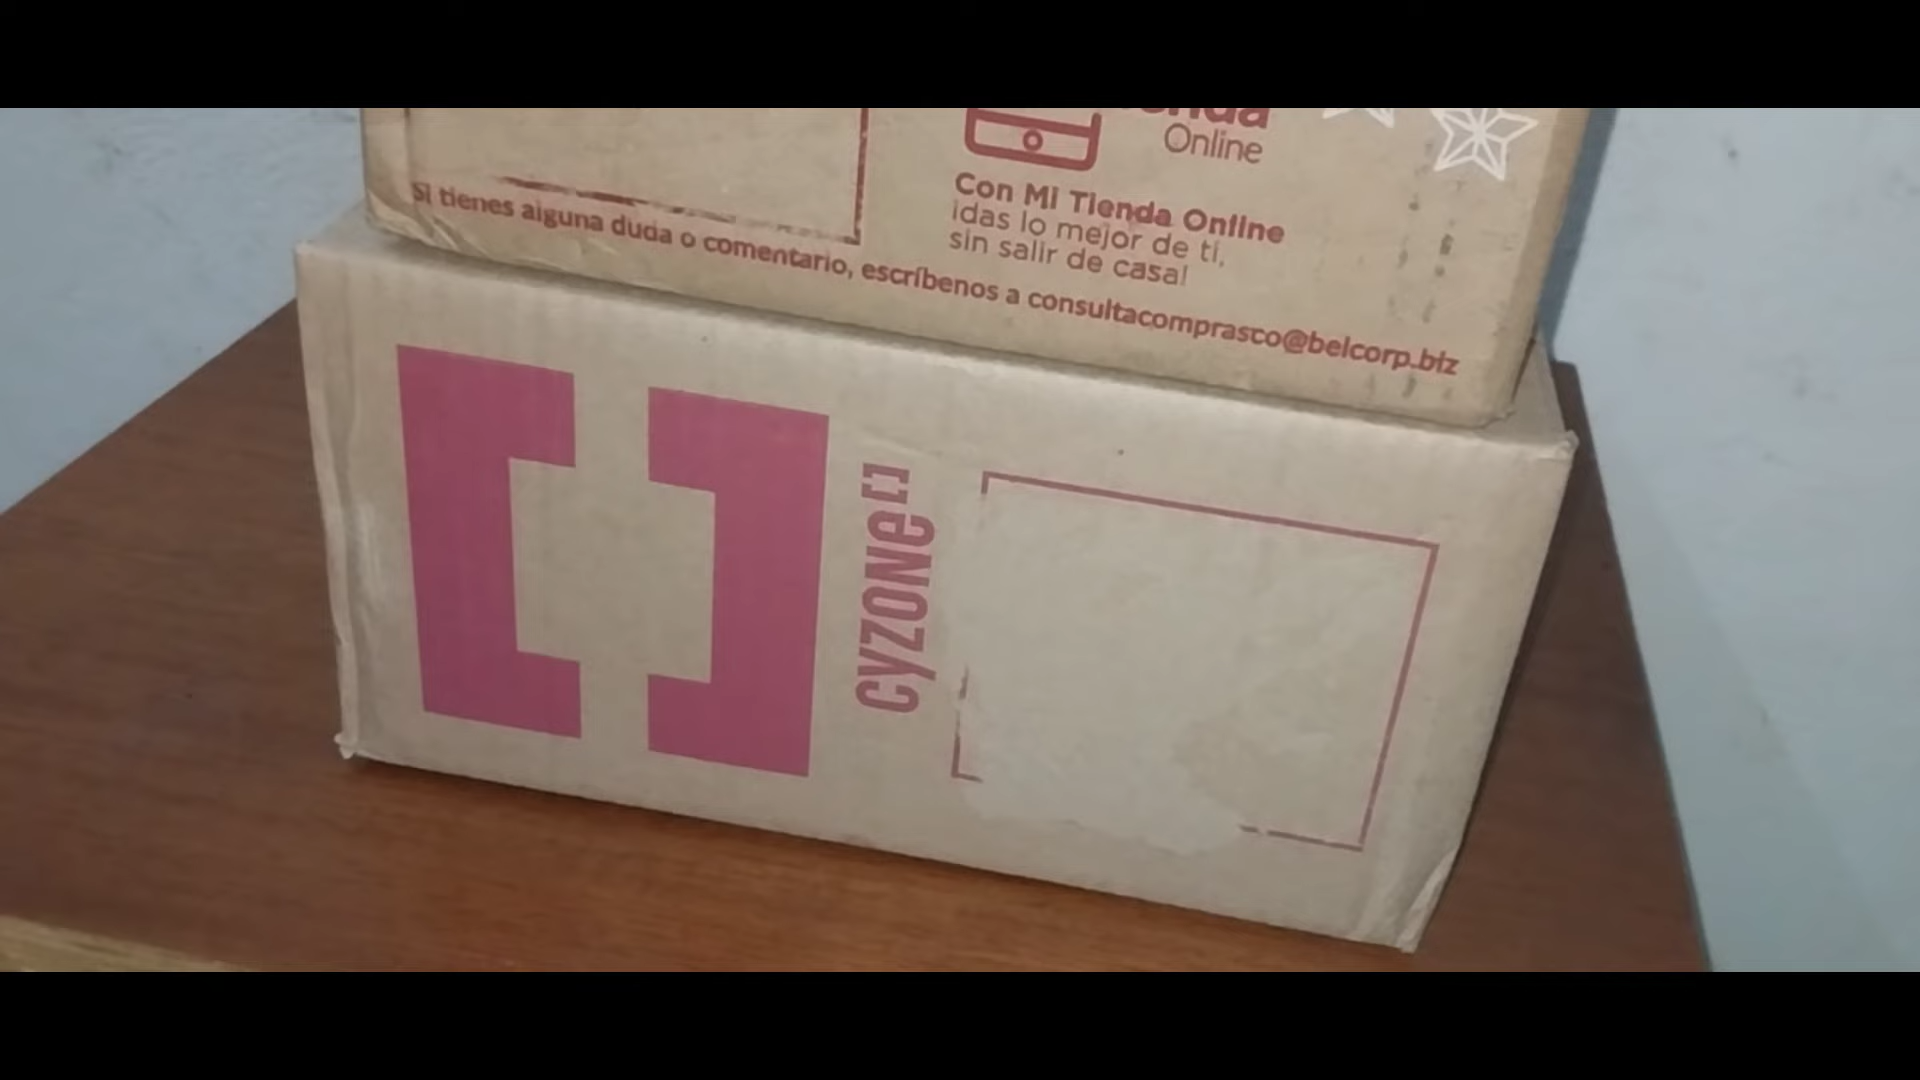 Online
Con Mi Tienda Online
idas lo mejor de ti,
sin salir de casa!
Si tienes alguna duda o comentario, escríbenos a consultacomprasco@belcorp.biz
cyzone